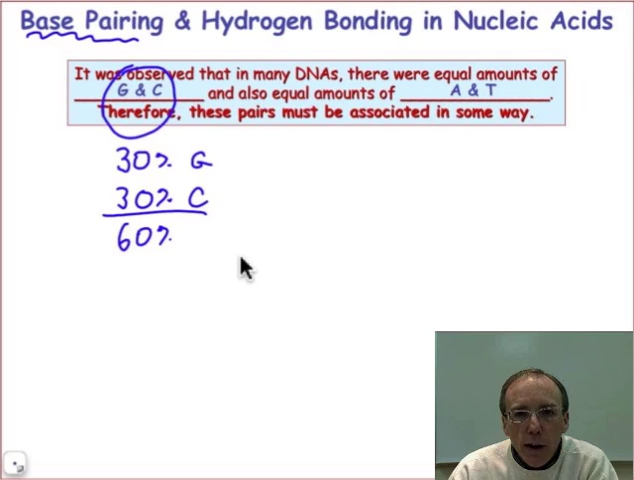 Base Pairing & Hydrogen Bonding in Nucleic Acids
It was observed that in many DNAs, there were equal amounts of
G & C and also equal amounts of A & T.
Therefore, these pairs must be associated in some way.
30% G
30% C
60%